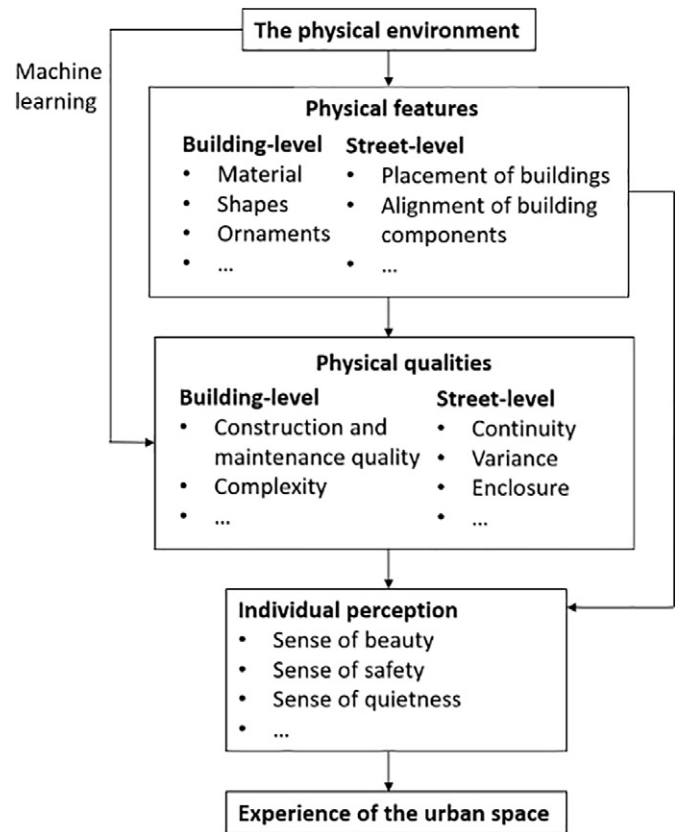 The physical environment
Machine
learning
Physical features
Building-level
• Material
• Shapes
• Ornaments
• ...
Street-level
• Placement of buildings
• Alignment of building
components
• ...
Physical qualities
Building-level
• Construction and
maintenance quality
• Complexity
• ...
Street-level
• Continuity
• Variance
• Enclosure
• ...
Individual perception
• Sense of beauty
• Sense of safety
• Sense of quietness
• ...
Experience of the urban space